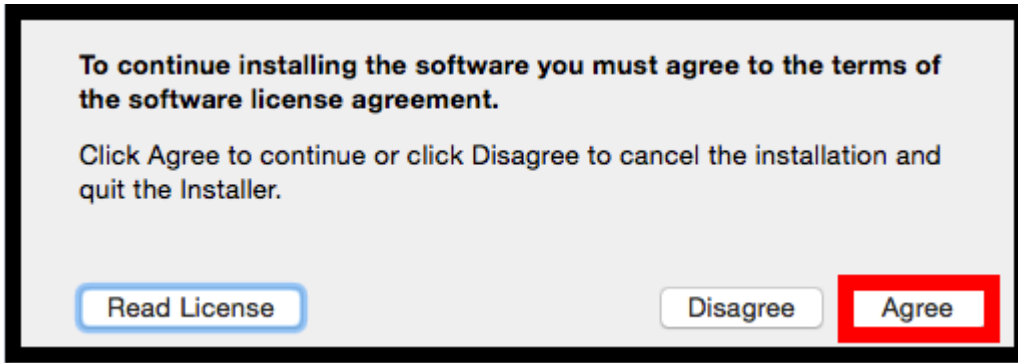 To continue installing the software you must agree to the terms of
the software license agreement.
Click Agree to continue or click Disagree to cancel the installation and
quit the Installer.
Read License Disagree Agree